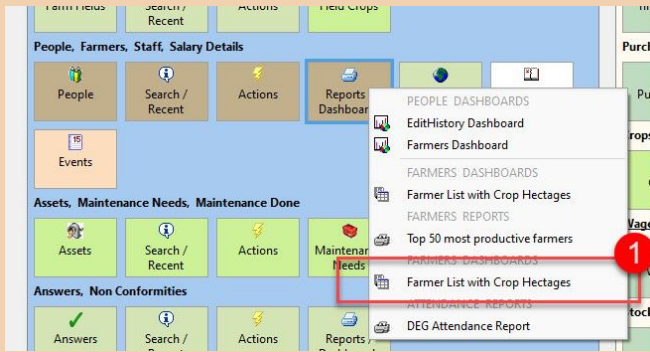 Farm Fields
Search /
Recent
Actions
Field Crops
People, Farmers, Staff, Salary Details
Purch
People
Search /
Recent
Actions
Reports
Dashboar
Pu
PEOPLE DASHBOARDS
EditHistory Dashboard
Farmers Dashboard
FARMERS DASHBOARDS
Farmer List with Crop Hectages
FARMERS REPORTS
Top 50 most productive farmers
FARMERS DASHBOARDS
Farmer List with Crop Hectages
ATTENDANCE REPORTS
DEG Attendance Report
1
15
Events
rops
Assets, Maintenance Needs, Maintenance Done
Assets
Search /
Recent
Actions
Maintenan
Needs
Wage
Answers, Non Conformities
tock
Answers
Search /
Actions
Reports /